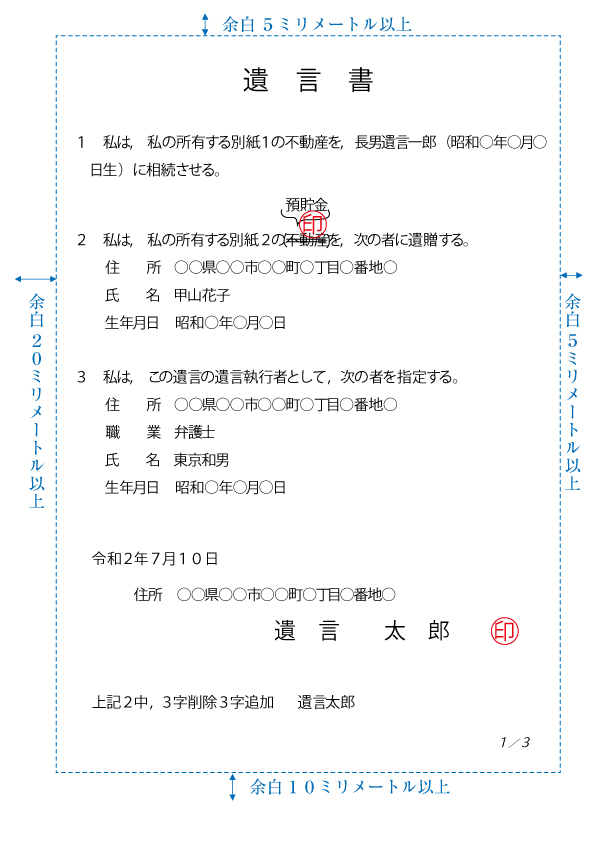 余白５ミリメートル以上
遺　言　書
１　私は，私の所有する別紙１の不動産を，長男遺言一郎（昭和○年○月○
日生）に相続させる。
預貯金
印
２　私は，私の所有する別紙２の不動産を，次の者に遺贈する。
住　　所　○○県○○市○○町○丁目○番地○
氏　　名　甲山花子
生年月日　昭和○年○月○日
余白２０ミリメートル以上
余白５ミリメートル以上
３　私は，この遺言の遺言執行者として，次の者を指定する。
住　　所　○○県○○市○○町○丁目○番地○
職　　業　弁護士
氏　　名　東京和男
生年月日　昭和○年○月○日
令和２年７月１０日
住所　○○県○○市○○町○丁目○番地○
遺　言　　太　郎　印
上記２中，３字削除３字追加　遺言太郎
１／３
余白１０ミリメートル以上